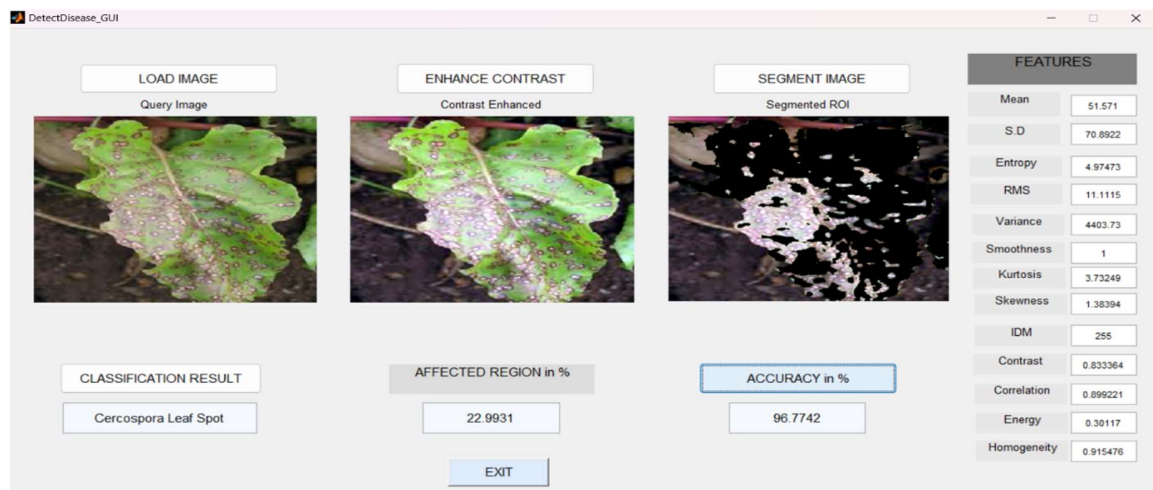 DetectDisease_GUI
LOAD IMAGE
ENHANCE CONTRAST
SEGMENT IMAGE
Query Image
Contrast Enhanced
Segmented ROI
FEATURES
Mean 51.571
S.D 70.8922
Entropy 4.97473
RMS 11.1115
Variance 4403.73
Smoothness 1
Kurtosis 3.73249
Skewness 1.38394
IDM 255
Contrast 0.833364
Correlation 0.899221
Energy 0.30117
Homogeneity 0.915476
CLASSIFICATION RESULT
AFFECTED REGION in %
ACCURACY in %
Cercospora Leaf Spot
22.9931
96.7742
EXIT